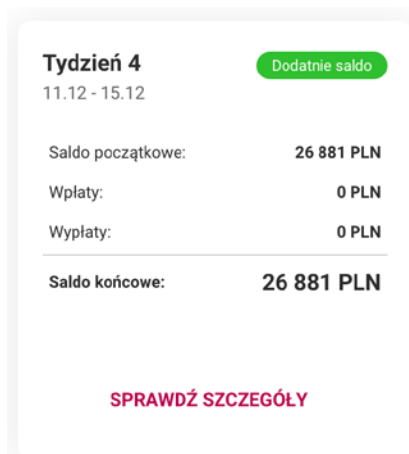 Tydzień 4
Dodatnie saldo
11.12 - 15.12
Saldo początkowe: 26 881 PLN
Wpłaty: 0 PLN
Wypłaty: 0 PLN
Saldo końcowe: 26 881 PLN
SPRAWDŹ SZCZEGÓŁY